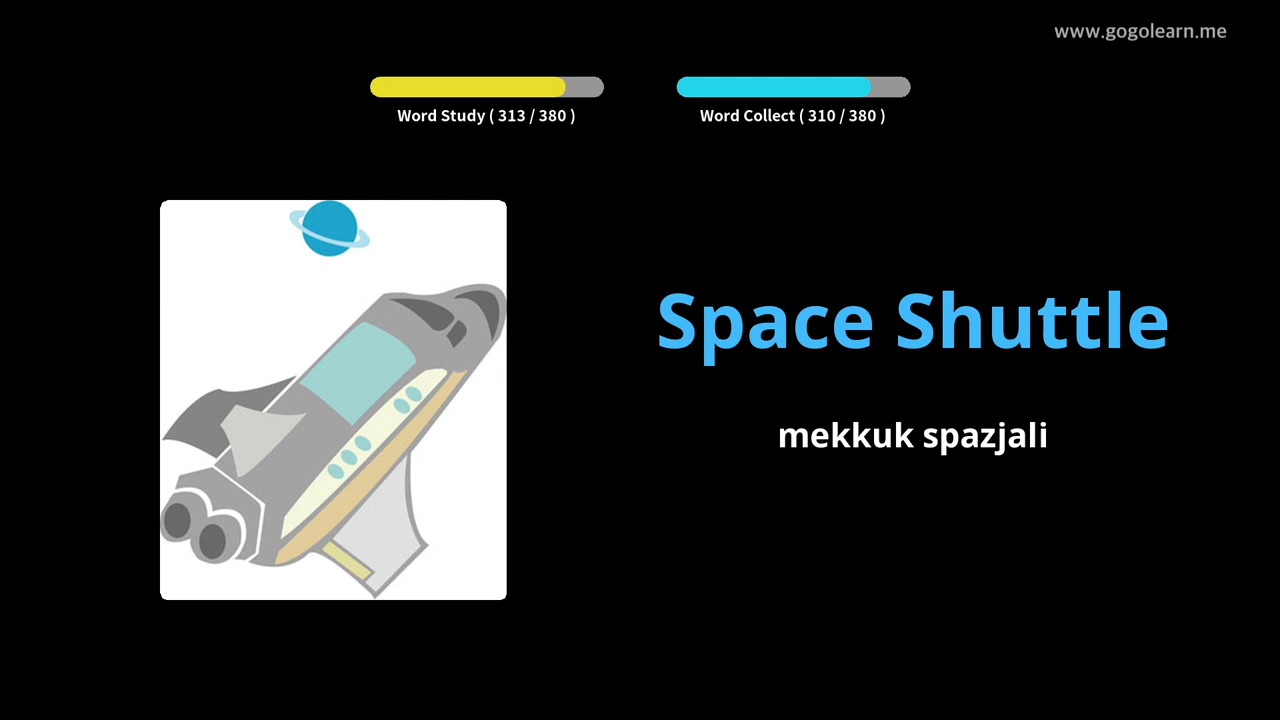 www.gogolearn.me
Word Study ( 313 / 380 )
Word Collect ( 310 / 380 )
Space Shuttle
mekkuk spazjali